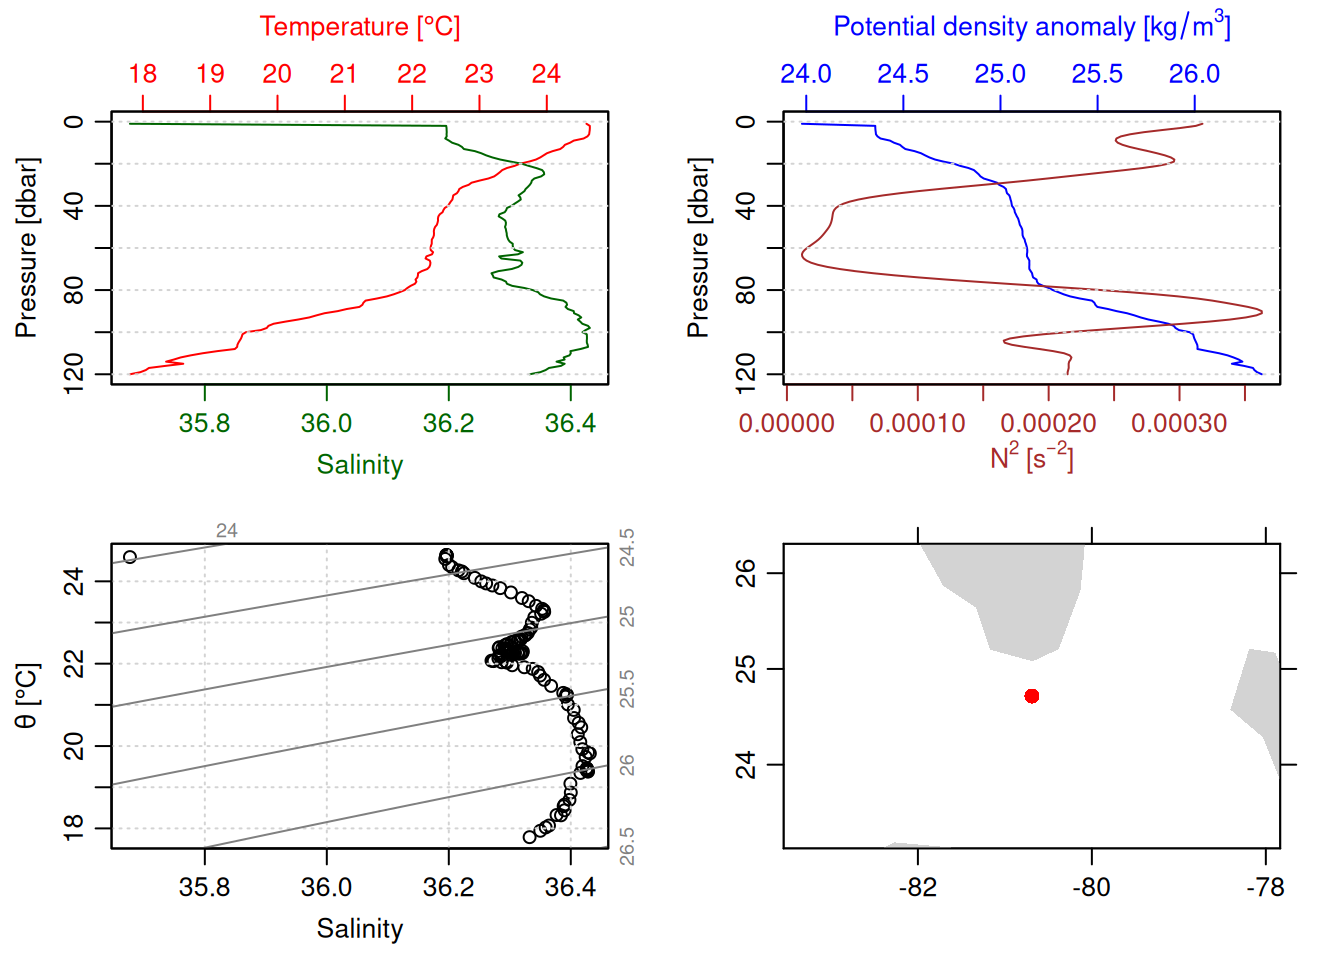 Temperature [°C]
18 19 20 21 22 23 24
Pressure [dbar]
0 40 80 120
35.8 36.0 36.2 36.4
Salinity
Potential density anomaly [kg/m³]
24.0 24.5 25.0 25.5 26.0
Pressure [dbar]
0 40 80 120
0.00000 0.00010 0.00020 0.00030
N² [s⁻²]
24
24.5
25
25.5
26
26.5
θ [°C]
24 22 20 18
35.8 36.0 36.2 36.4
Salinity
26 25 24
-82 -80 -78